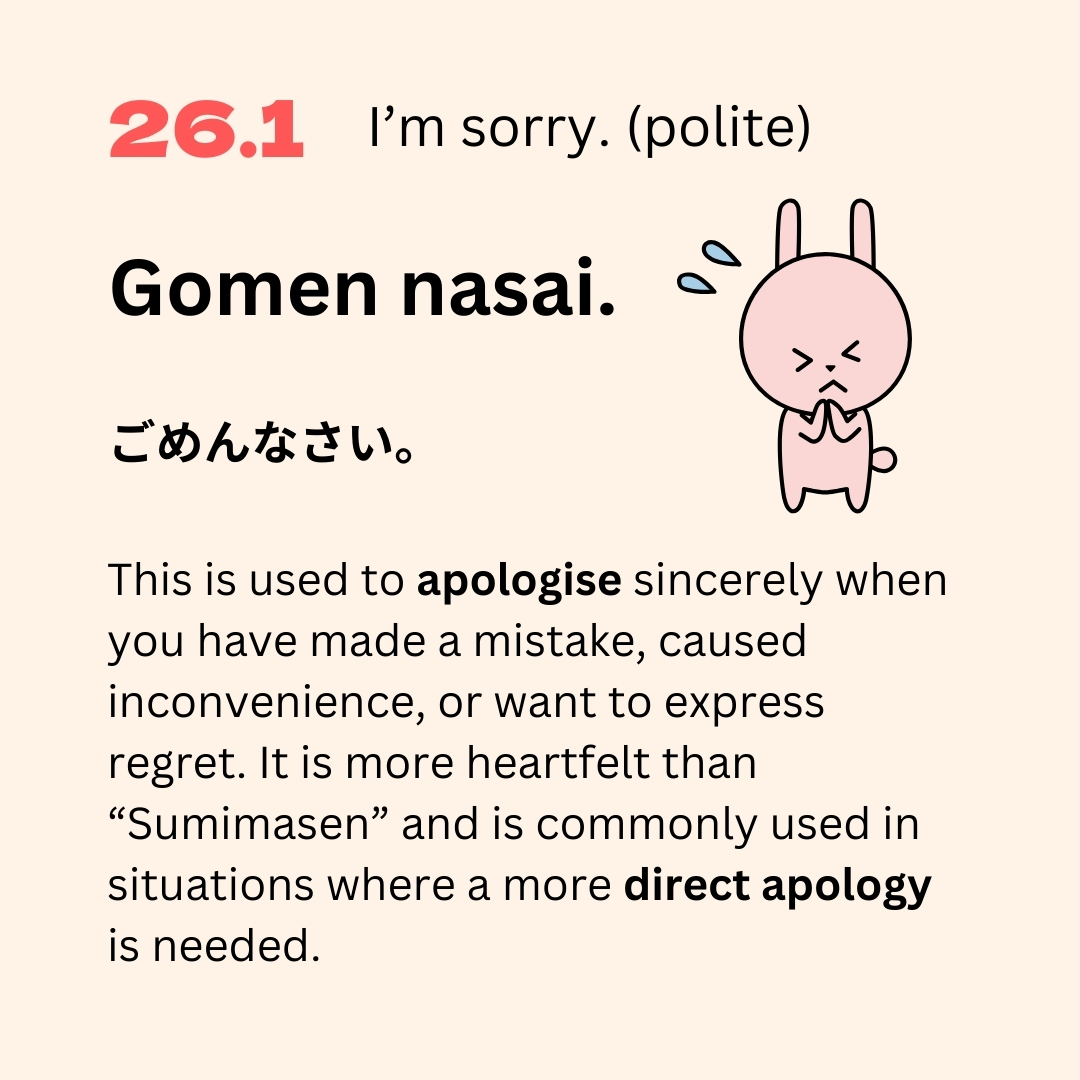 26.1 I’m sorry. (polite)
Gomen nasai.
ごめんなさい。
This is used to apologise sincerely when
you have made a mistake, caused
inconvenience, or want to express
regret. It is more heartfelt than
“Sumimasen” and is commonly used in
situations where a more direct apology
is needed.